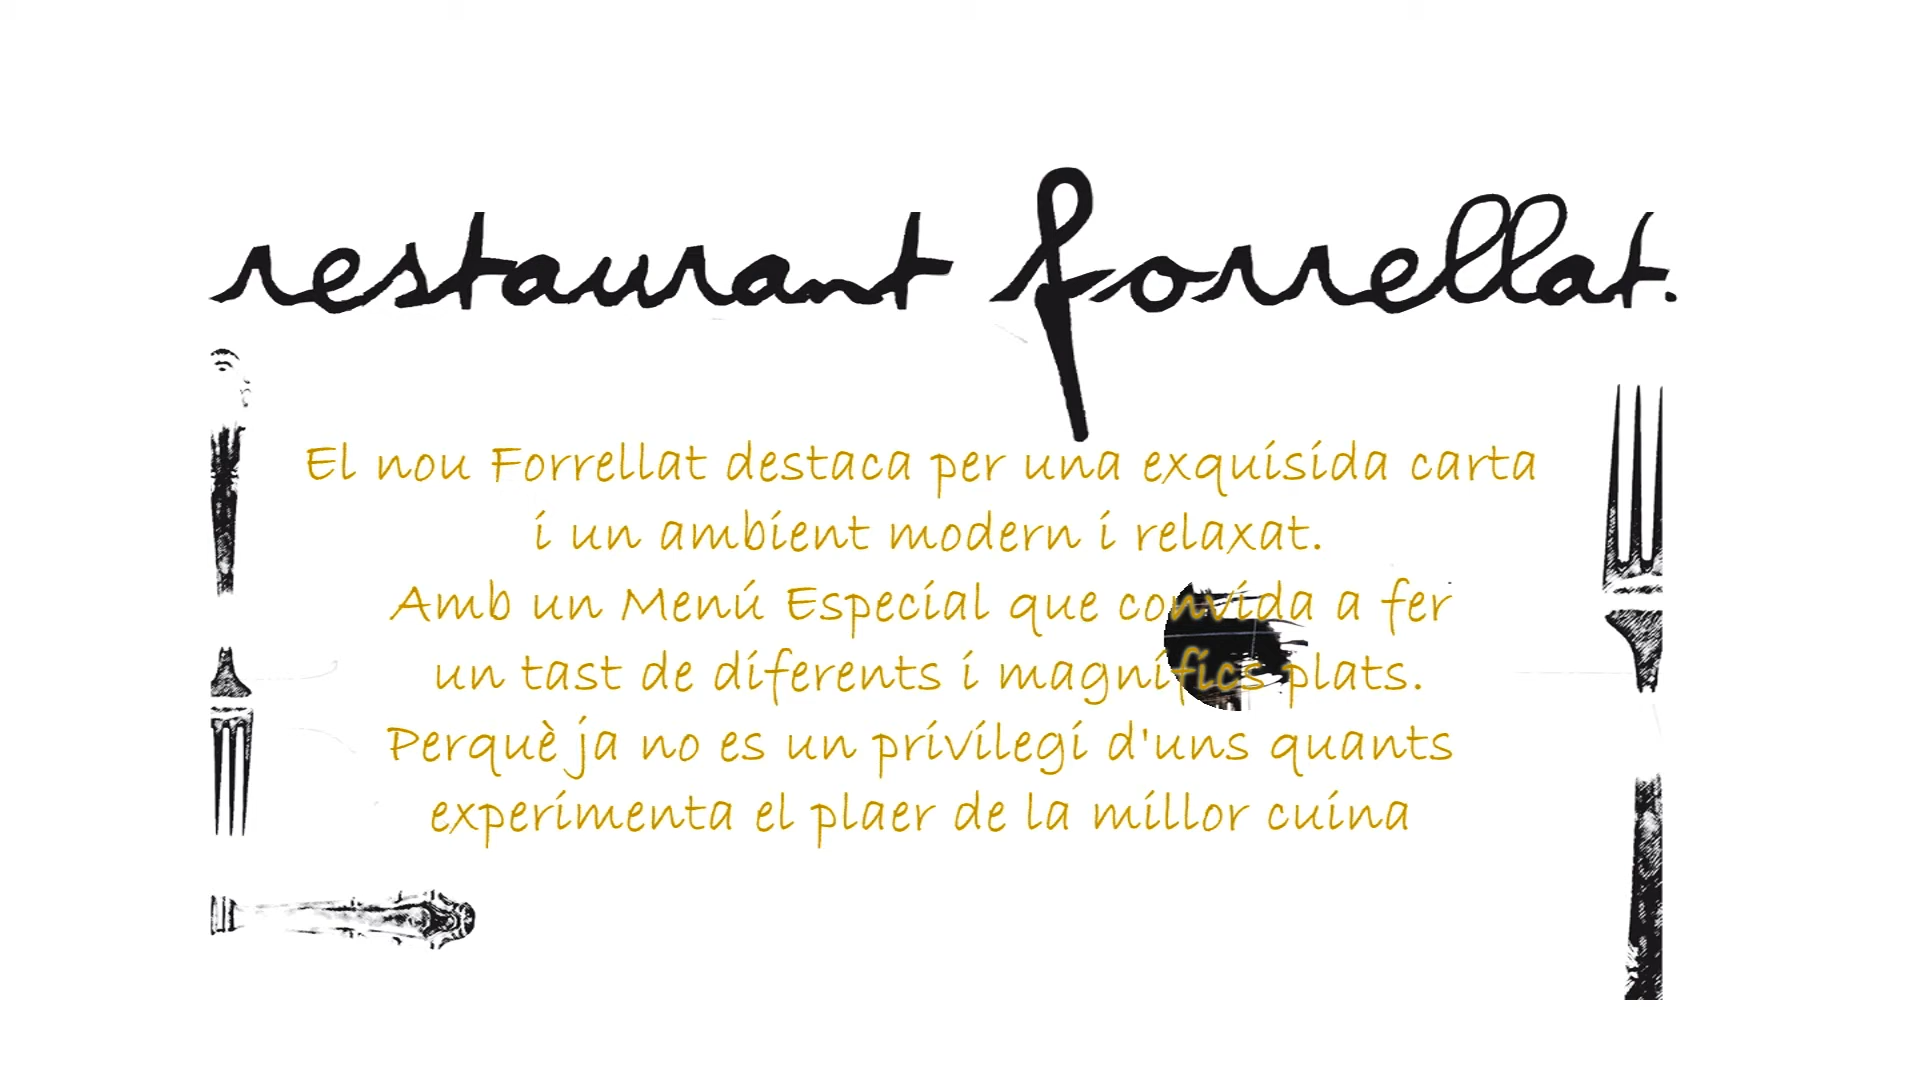 restaurant forrellat.
El nou Forrellat destaca per una exquisida carta
i un ambient modern i relaxat.
Amb un Menú Especial que convida a fer
un tast de diferents i magnífics plats.
Perquè ja no es un privilegi d'uns quants
experimenta el plaer de la millor cuina